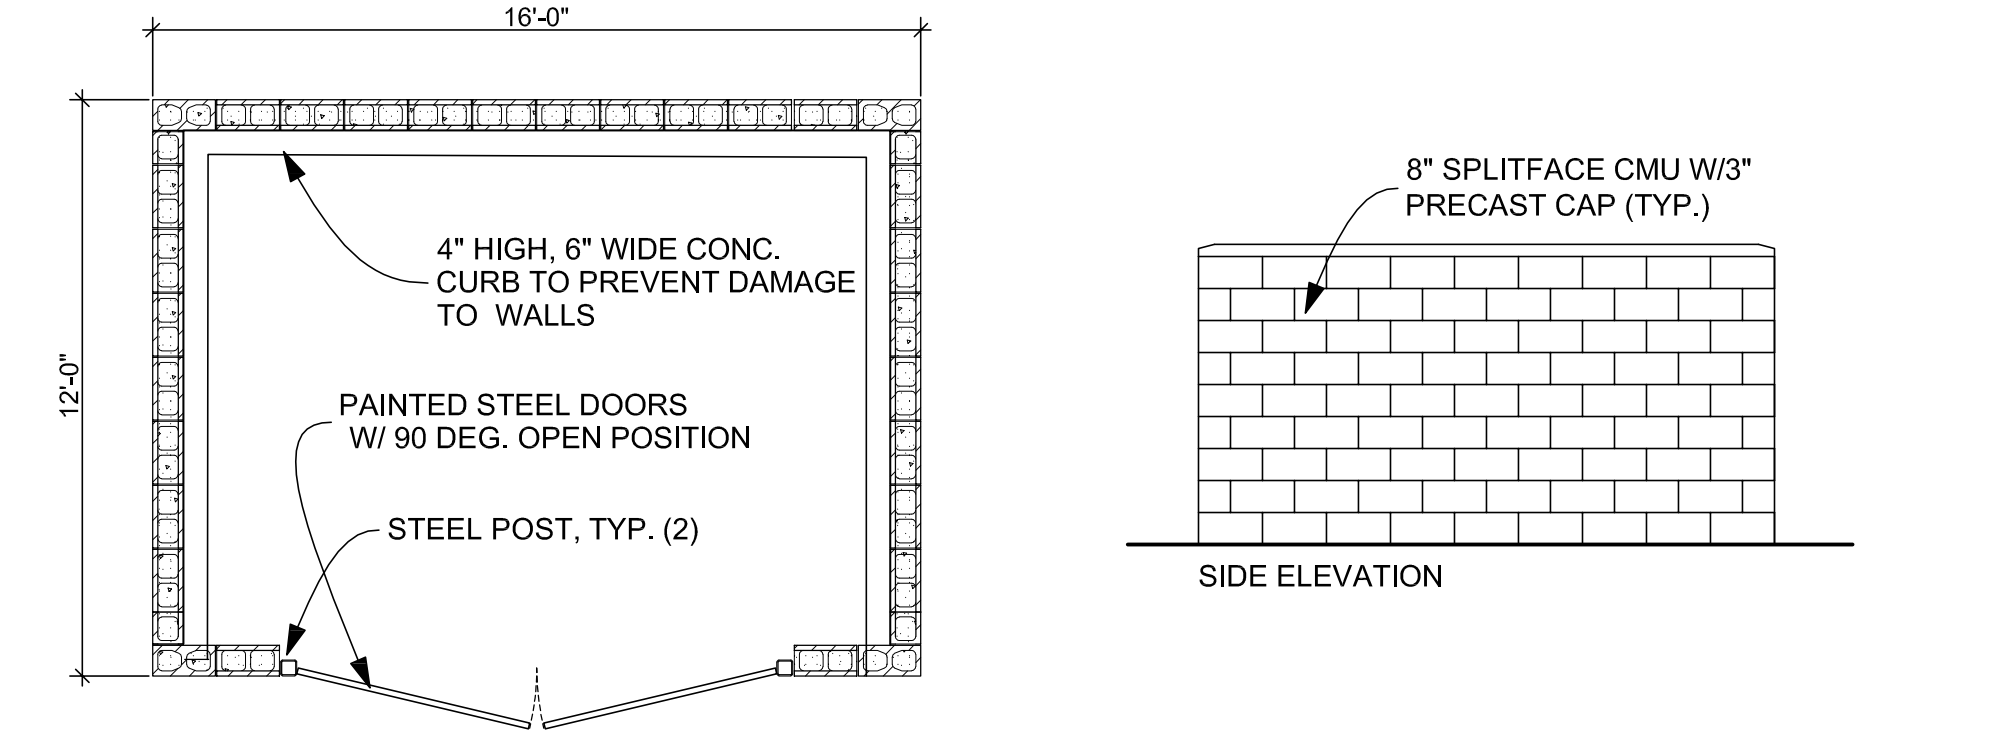 16'-0"
12'-0"
4" HIGH, 6" WIDE CONC.
CURB TO PREVENT DAMAGE
TO WALLS
PAINTED STEEL DOORS
W/ 90 DEG. OPEN POSITION
STEEL POST, TYP. (2)
8" SPLITFACE CMU W/3"
PRECAST CAP (TYP.)
SIDE ELEVATION